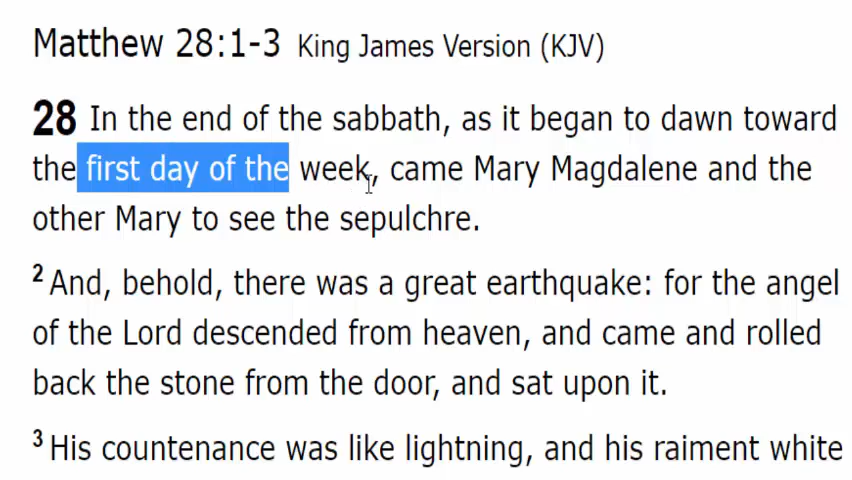 Matthew 28:1-3 King James Version (KJV)
28 In the end of the sabbath, as it began to dawn toward
the first day of the week, came Mary Magdalene and the
other Mary to see the sepulchre.
2 And, behold, there was a great earthquake: for the angel
of the Lord descended from heaven, and came and rolled
back the stone from the door, and sat upon it.
3 His countenance was like lightning, and his raiment white